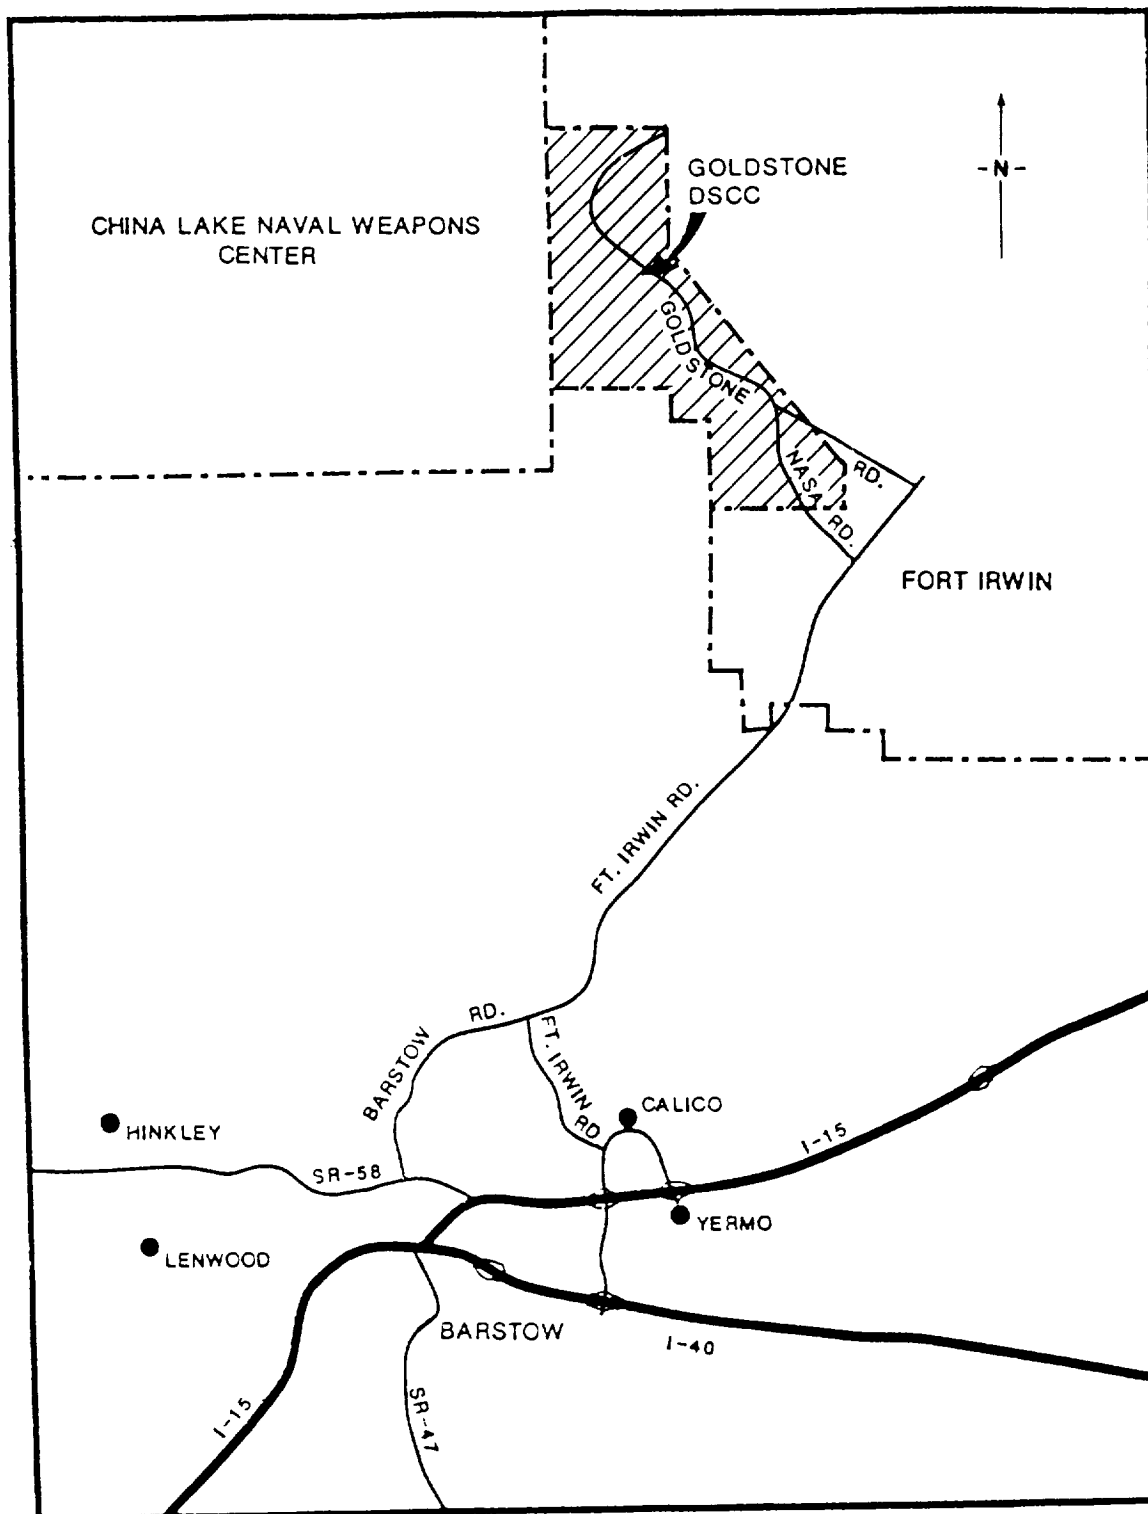 GOLDSTONE
DSCC
-N-
CHINA LAKE NAVAL WEAPONS
CENTER
GOLDSTONE
RD.
NASA RD.
FORT IRWIN
FT. IRWIN RD.
BARSTOW RD.
FT. IRWIN RD
CALICO
HINKLEY
I-15
SR-58
YERMO
LENWOOD
BARSTOW
I-40
I-15
SR-47